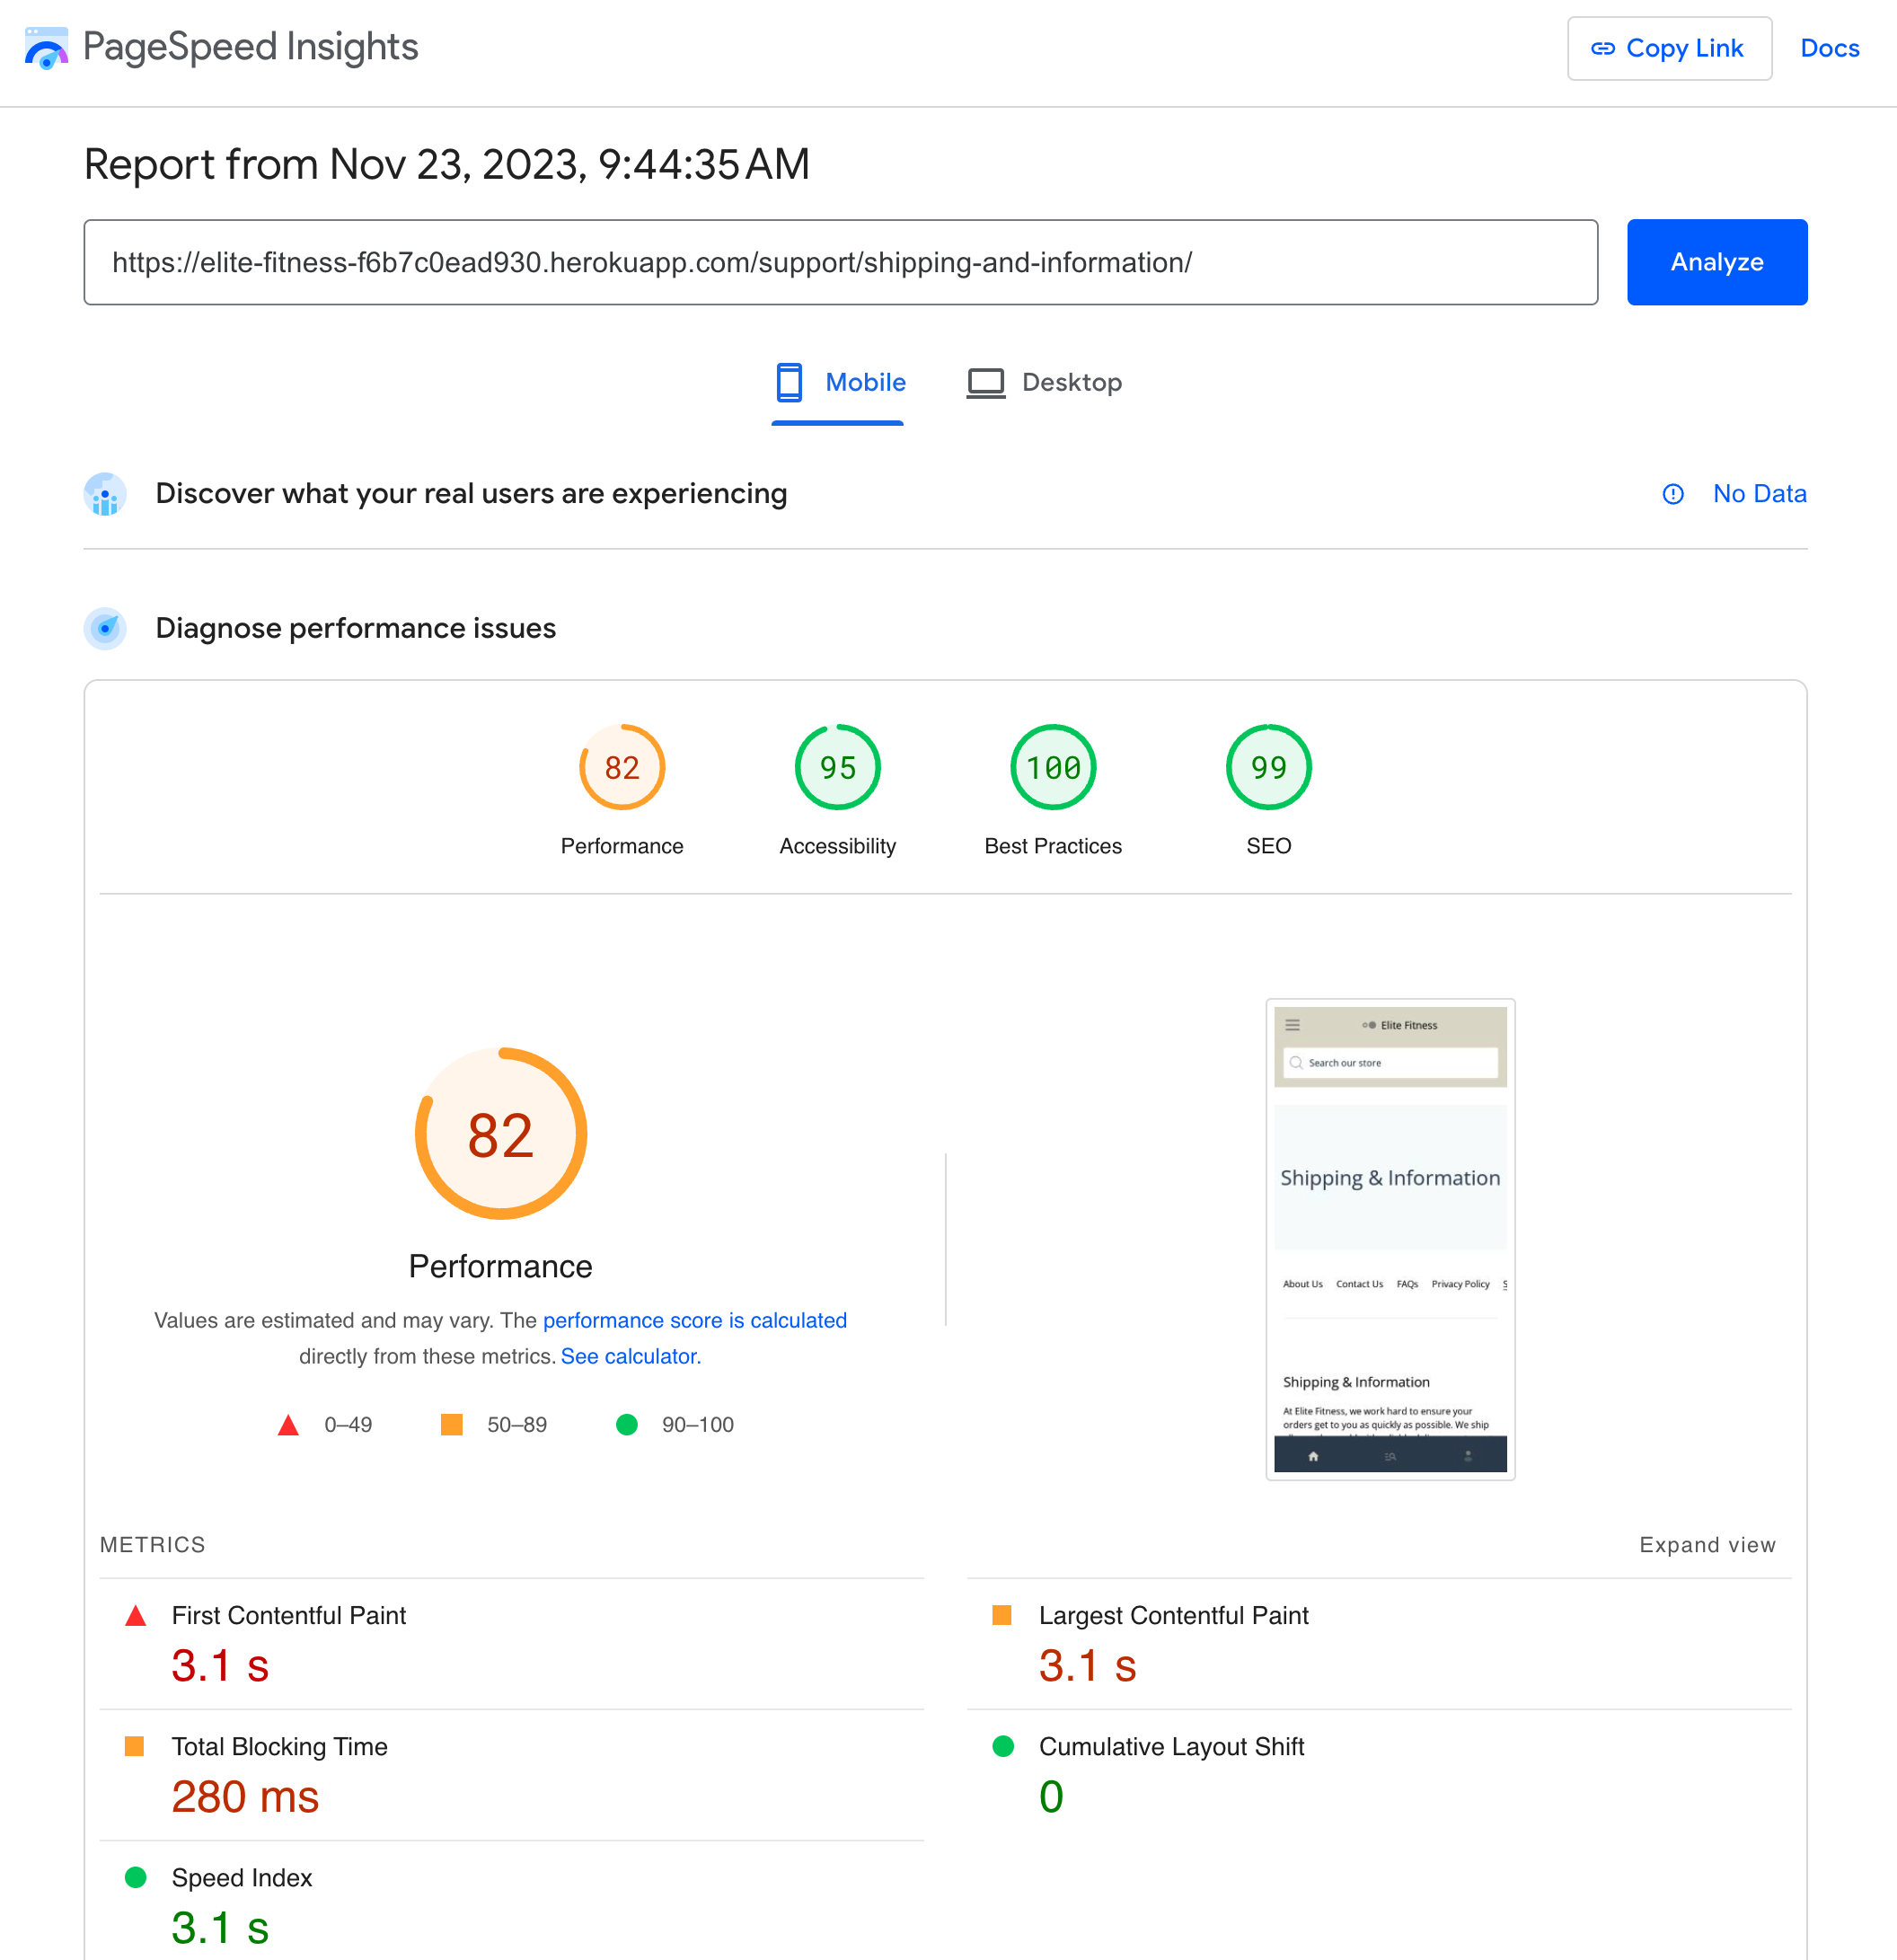 PageSpeed Insights
Copy Link
Docs
Report from Nov 23, 2023, 9:44:35 AM
https://elite-fitness-f6b7c0ead930.herokuapp.com/support/shipping-and-information/
Analyze
Mobile
Desktop
Discover what your real users are experiencing
No Data
Diagnose performance issues
82
95
100
99
Performance
Accessibility
Best Practices
SEO
82
Performance
Values are estimated and may vary. The performance score is calculated
directly from these metrics. See calculator.
0–49
50–89
90–100
Elite Fitness
Search our store
Shipping & Information
About Us
Contact Us
FAQs
Privacy Policy
S
Shipping & Information
At Elite Fitness, we work hard to ensure your
orders get to you as quickly as possible. We ship
METRICS
Expand view
First Contentful Paint
3.1 s
Largest Contentful Paint
3.1 s
Total Blocking Time
280 ms
Cumulative Layout Shift
0
Speed Index
3.1 s